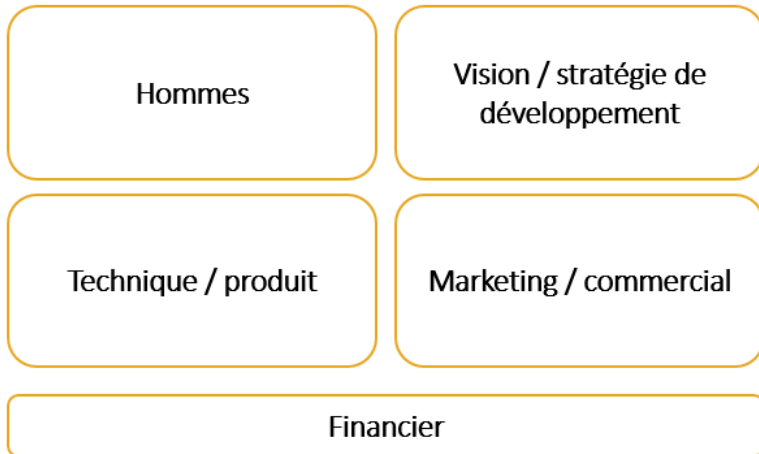 Hommes
Vision / stratégie de
développement
Technique / produit
Marketing / commercial
Financier